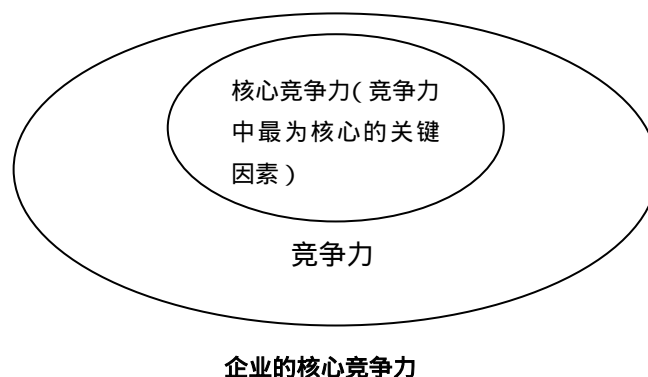 核心竞争力(竞争力
中最为核心的关键
因素)
竞争力
企业的核心竞争力